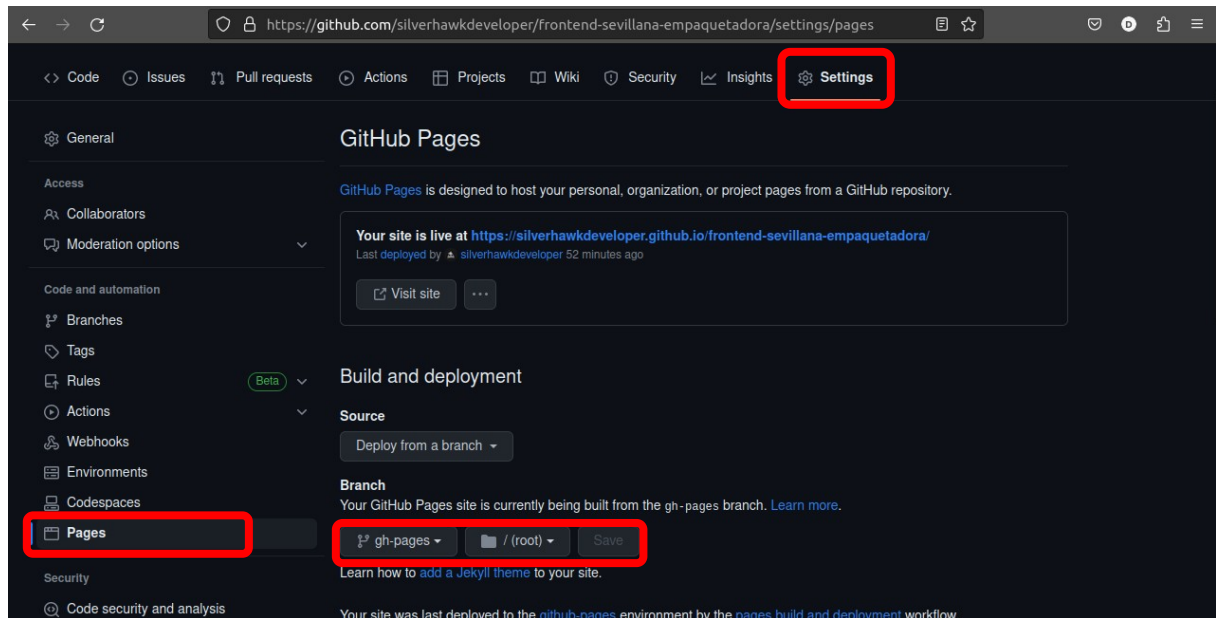 https://github.com/silverhawkdeveloper/frontend-sevillana-empaquetadora/settings/pages
D
Code Issues Pull requests Actions Projects Wiki Security Insights Settings
General
Access
Collaborators
Moderation options
Code and automation
Branches
Tags
Rules Beta
Actions
Webhooks
Environments
Codespaces
Pages
Security
Code security and analysis
GitHub Pages
GitHub Pages is designed to host your personal, organization, or project pages from a GitHub repository.
Your site is live at https://silverhawkdeveloper.github.io/frontend-sevillana-empaquetadora/
Last deployed by silverhawkdeveloper 52 minutes ago
Visit site
Build and deployment
Source
Deploy from a branch
Branch
Your GitHub Pages site is currently being built from the gh-pages branch. Learn more.
gh-pages / (root) Save
Learn how to add a Jekyll theme to your site.
Your site was last deployed to the github-pages environment by the pages build and deployment workflow.